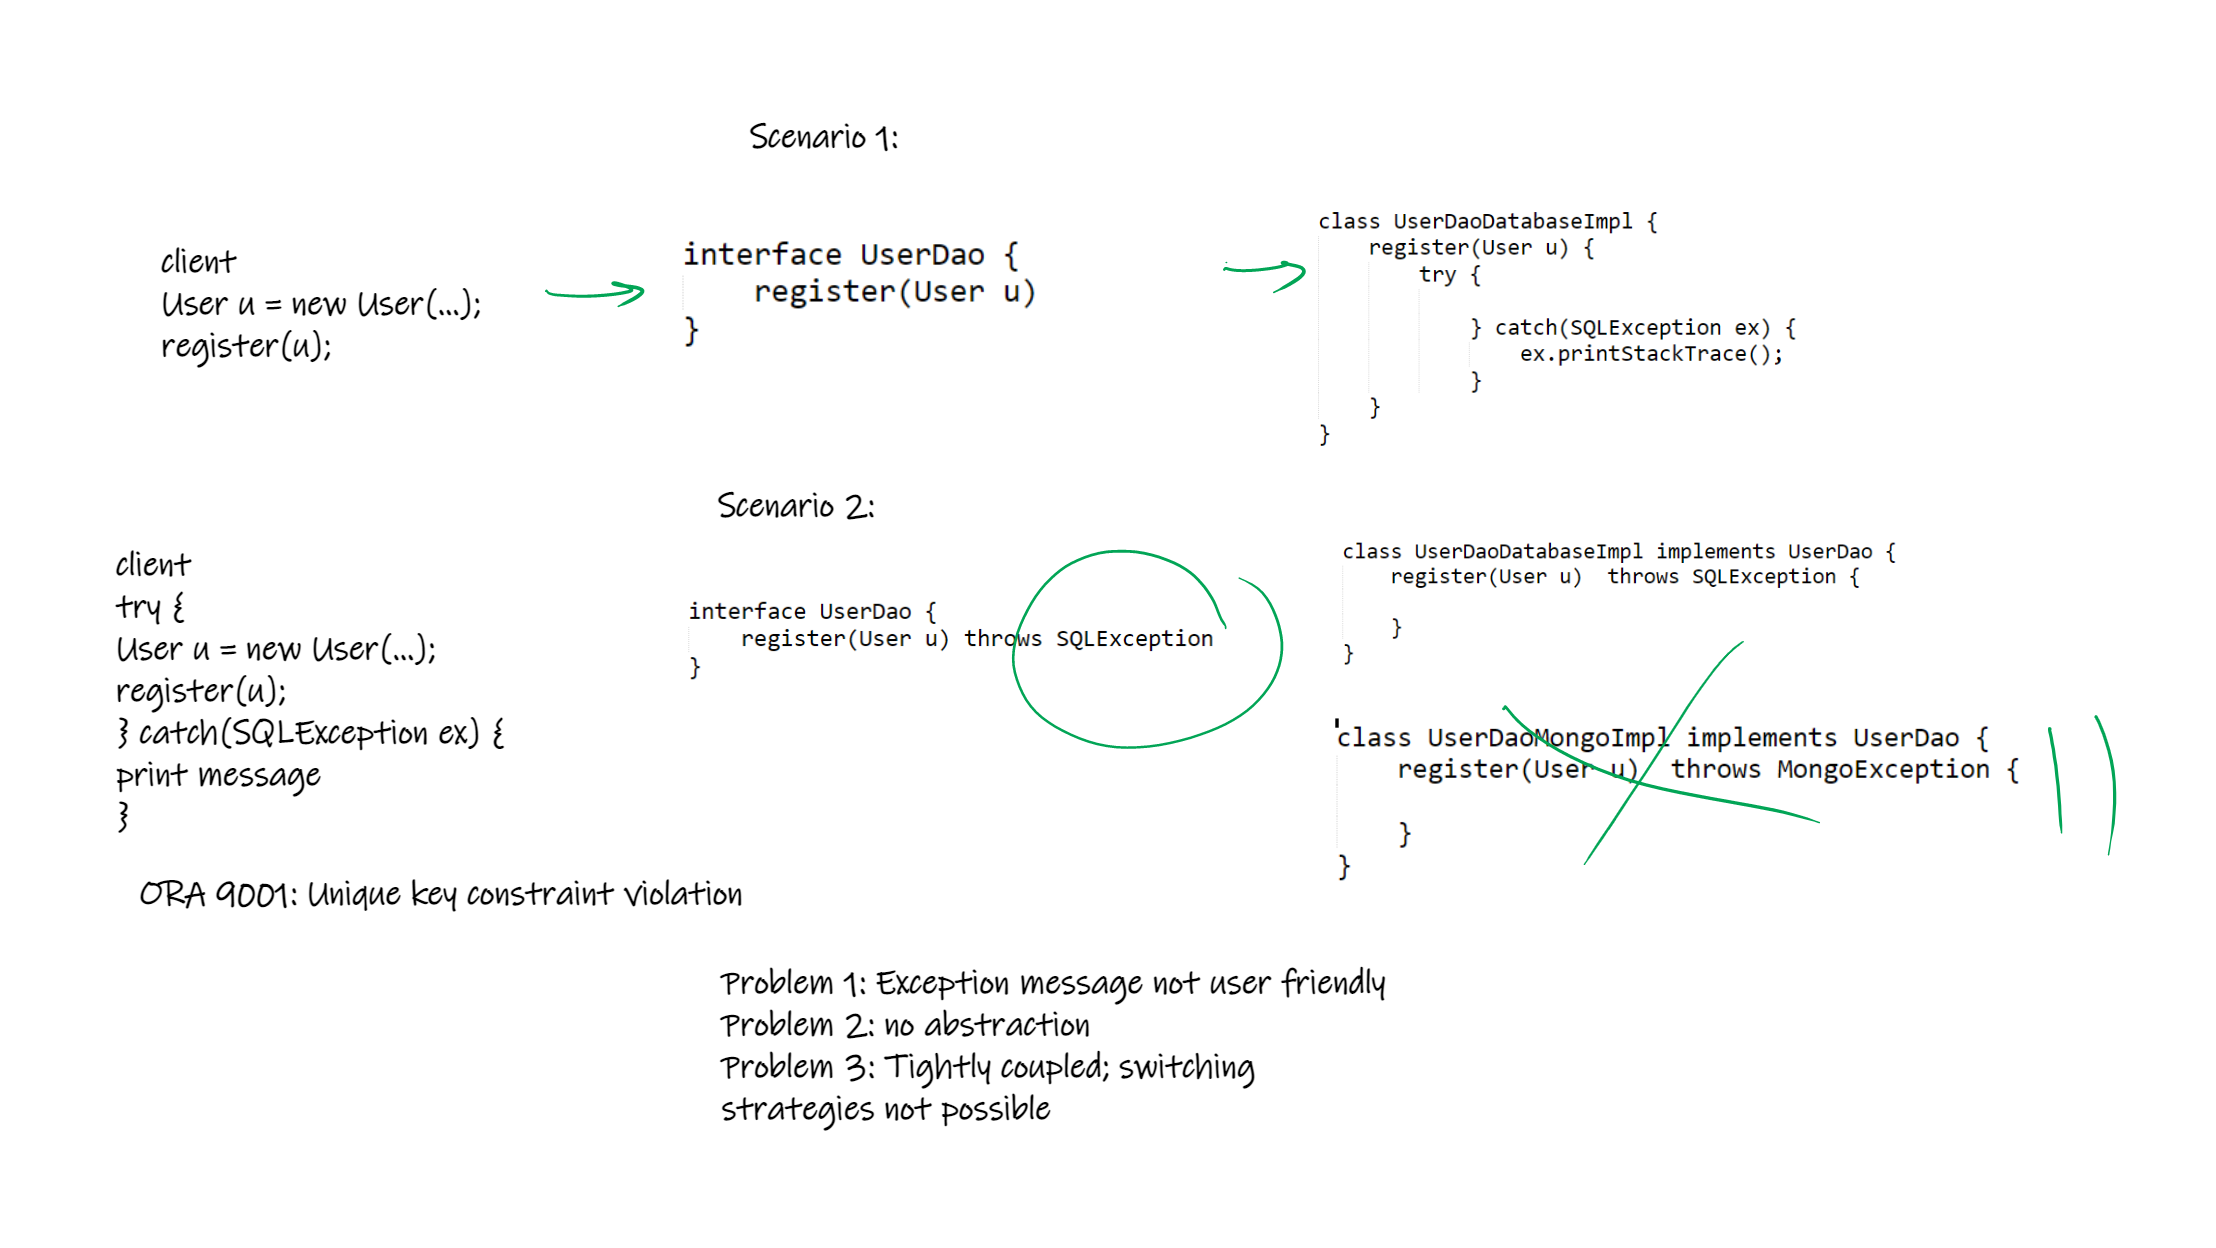 Scenario 1:
client
User u = new User(...);
register(u);
interface UserDao {
register(User u)
}
class UserDaoDatabaseImpl {
register(User u) {
try {
} catch(SQLException ex) {
ex.printStackTrace();
}
}
}
Scenario 2:
client
try {
User u = new User(...);
register(u);
} catch(SQLException ex) {
print message
}
ORA 9001: Unique key constraint violation
interface UserDao {
register(User u) throws SQLException
}
class UserDaoDatabaseImpl implements UserDao {
register(User u) throws SQLException {
}
}
class UserDaoMongoImpl implements UserDao {
register(User u) throws MongoException {
}
}
Problem 1: Exception message not user friendly
Problem 2: no abstraction
Problem 3: Tightly coupled; switching
strategies not possible